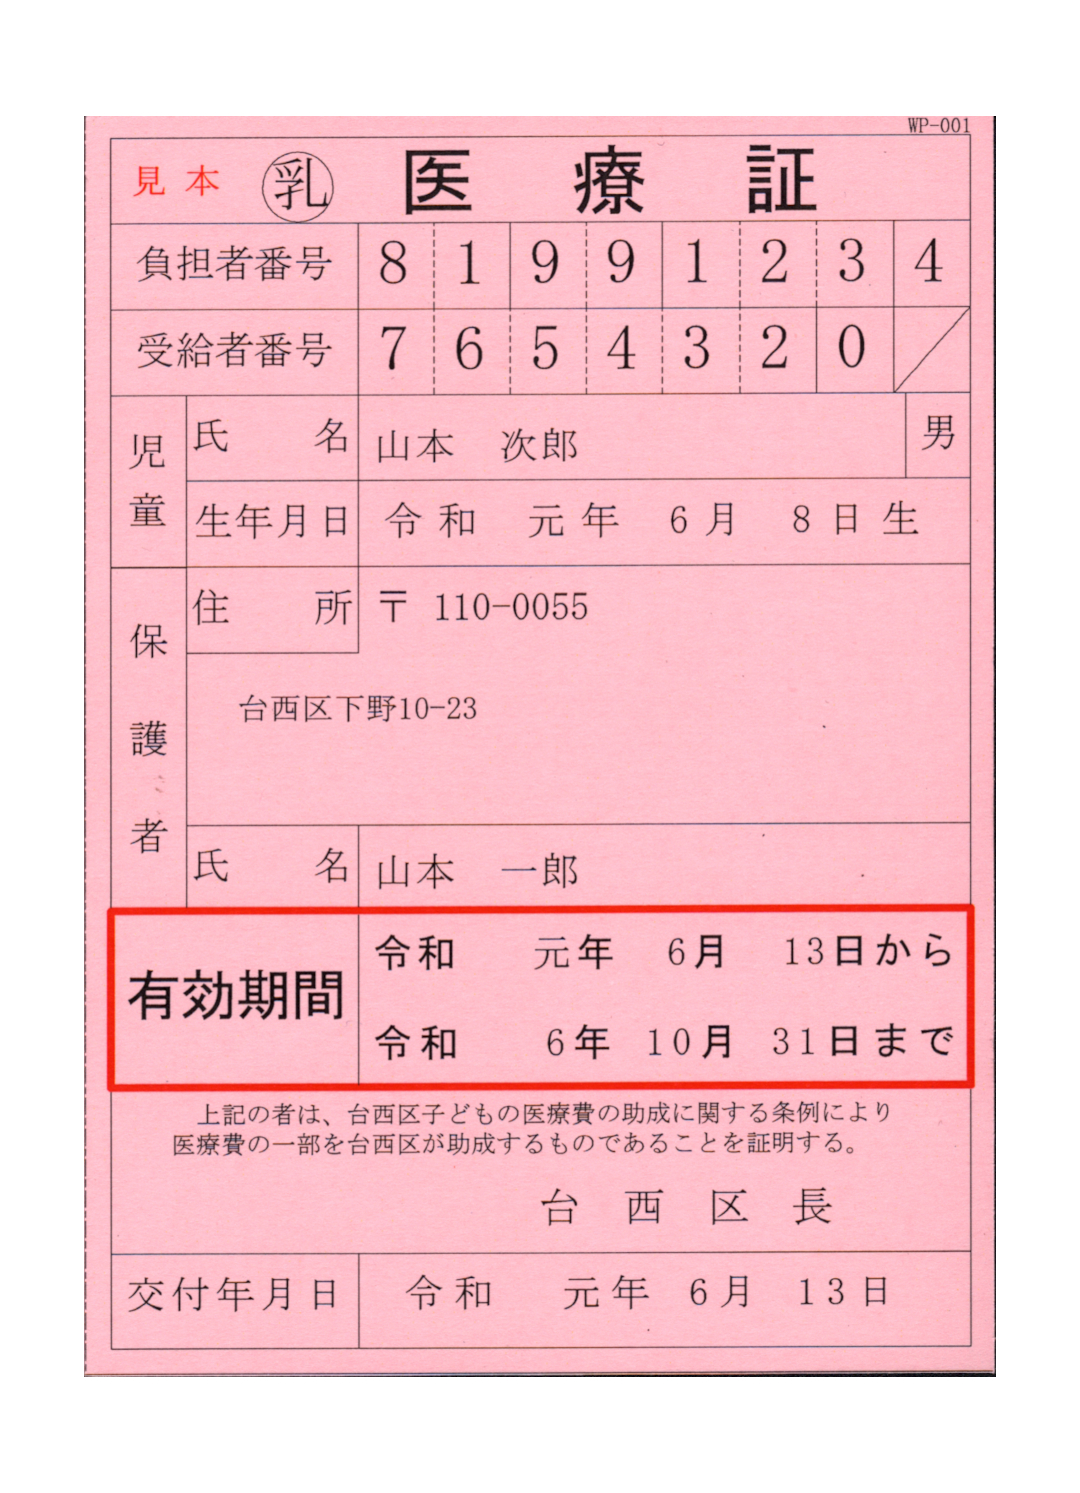 WP-001
見本 乳 医療証
負担者番号 8 1 9 9 1 2 3 4
受給者番号 7 6 5 4 3 2 0
児童
氏名 山本 次郎 男
生年月日 令和 元年 6月 8日生
保護者
住所 〒 110-0055
台西区下野10-23
氏名 山本 一郎
有効期間
令和 元年 6月 13日から
令和 6年 10月 31日まで
上記の者は、台西区子どもの医療費の助成に関する条例により
医療費の一部を台西区が助成するものであることを証明する。
台西区長
交付年月日 令和 元年 6月 13日